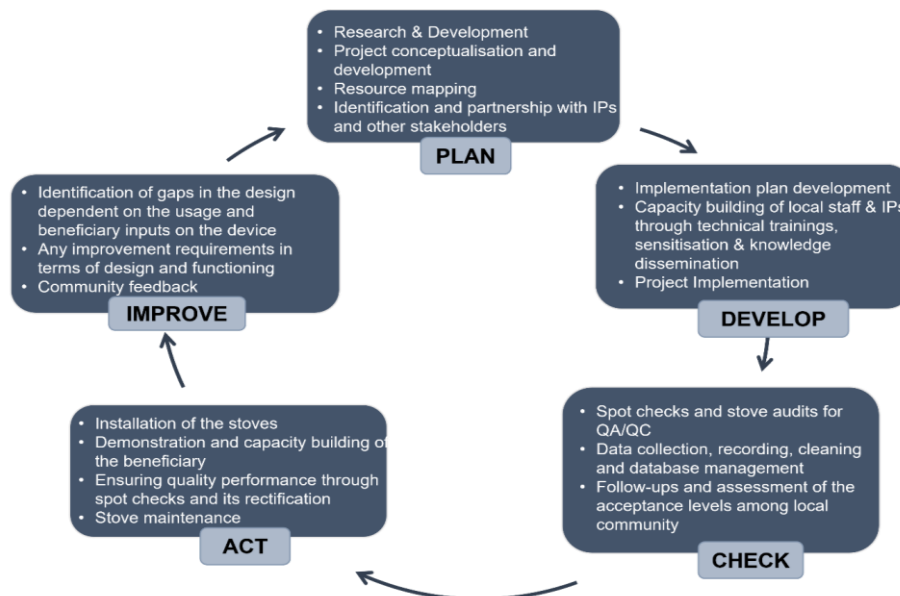 • Research & Development
• Project conceptualisation and
development
• Resource mapping
• Identification and partnership with IPs
and other stakeholders
PLAN
• Implementation plan development
• Capacity building of local staff & IPs
through technical trainings,
sensitisation & knowledge
dissemination
• Project Implementation
DEVELOP
• Spot checks and stove audits for
QA/QC
• Data collection, recording, cleaning
and database management
• Follow-ups and assessment of the
acceptance levels among local
community
CHECK
• Installation of the stoves
• Demonstration and capacity building of
the beneficiary
• Ensuring quality performance through
spot checks and its rectification
• Stove maintenance
ACT
• Identification of gaps in the design
dependent on the usage and
beneficiary inputs on the device
• Any improvement requirements in
terms of design and functioning
• Community feedback
IMPROVE